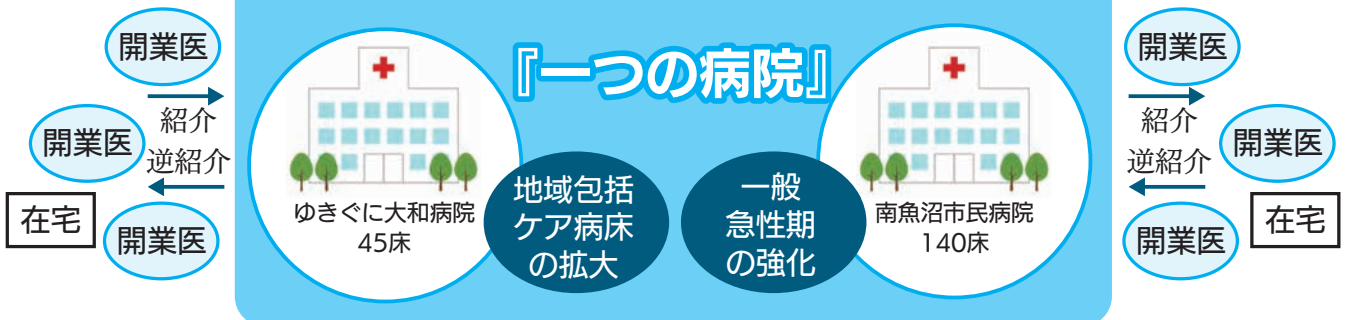 開業医
紹介
開業医
逆紹介
在宅
開業医
『一つの病院』
ゆきぐに大和病院
45床
地域包括
ケア病床
の拡大
一般
急性期
の強化
南魚沼市民病院
140床
開業医
紹介
開業医
逆紹介
在宅
開業医